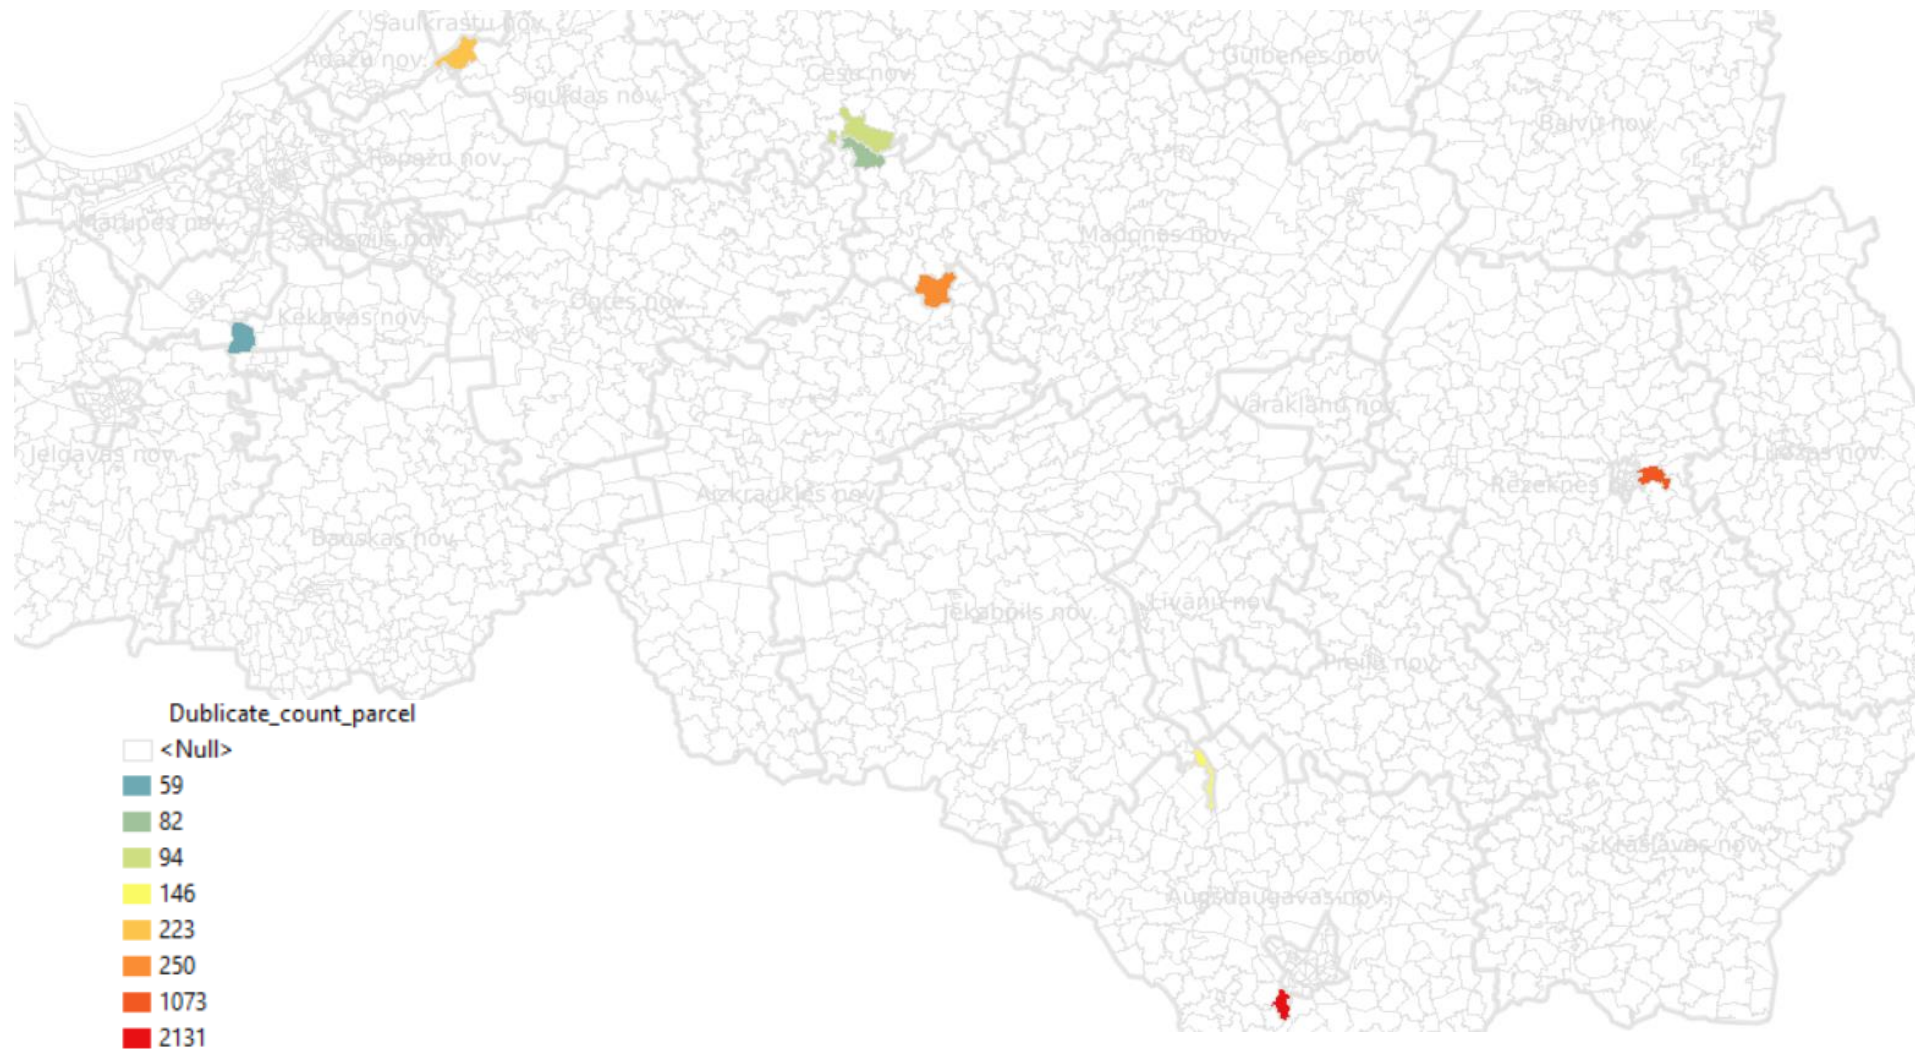 Saulkrastu nov.
Ādažu nov.
Cēsu nov.
Gulbenes nov.
Siguldas nov.
Balvu nov.
Ropažu nov.
Mārupes nov.
Salaspils nov.
Madonas nov.
Ogres nov.
Ķekavas nov.
Varakļānu nov.
Jelgavas nov.
Ludzas nov.
Rēzeknes
Aizkraukles nov.
Bauskas nov.
Jēkabpils nov.
Līvānu nov.
Preiļu nov.
Krāslavas nov.
Augšdaugavas nov.
Dublicate_count_parcel
<Null>
59
82
94
146
223
250
1073
2131